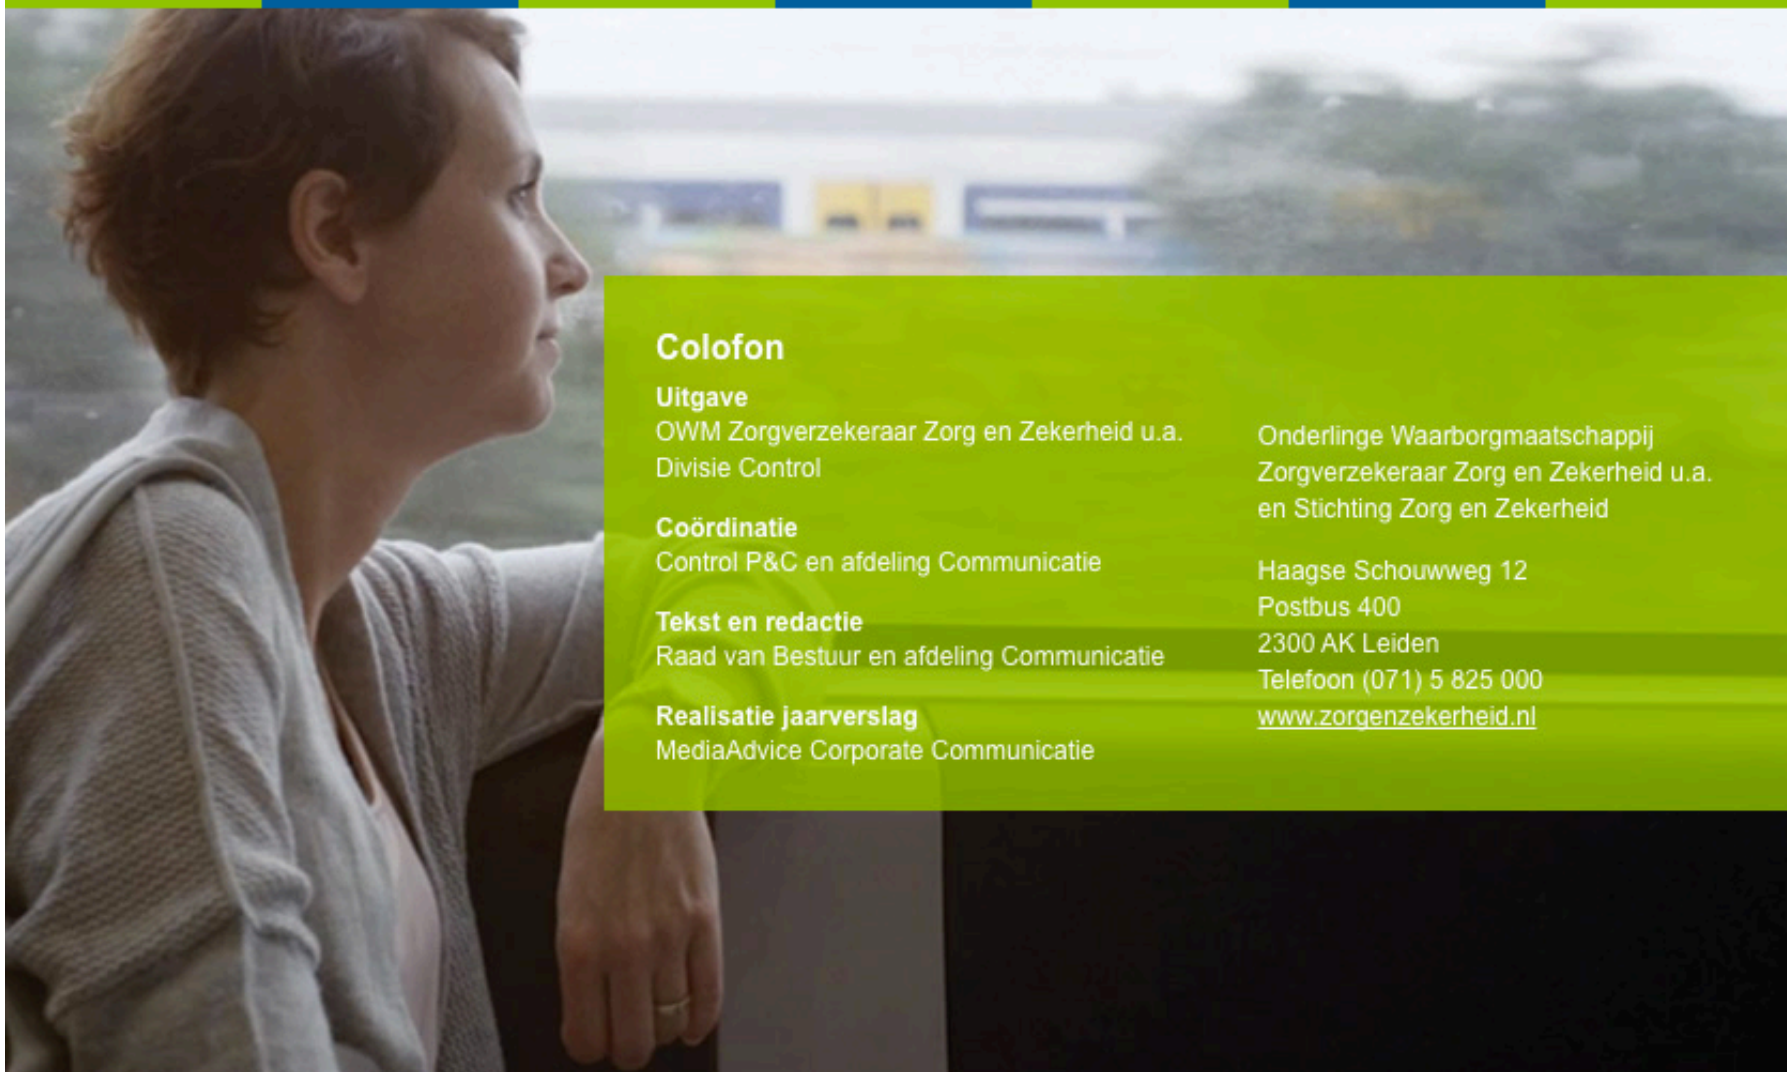 Colofon
Uitgave
OWM Zorgverzekeraar Zorg en Zekerheid u.a.
Divisie Control
Coördinatie
Control P&C en afdeling Communicatie
Tekst en redactie
Raad van Bestuur en afdeling Communicatie
Realisatie jaarverslag
MediaAdvice Corporate Communicatie
Onderlinge Waarborgmaatschappij
Zorgverzekeraar Zorg en Zekerheid u.a.
en Stichting Zorg en Zekerheid
Haagse Schouwweg 12
Postbus 400
2300 AK Leiden
Telefoon (071) 5 825 000
www.zorgenzekerheid.nl